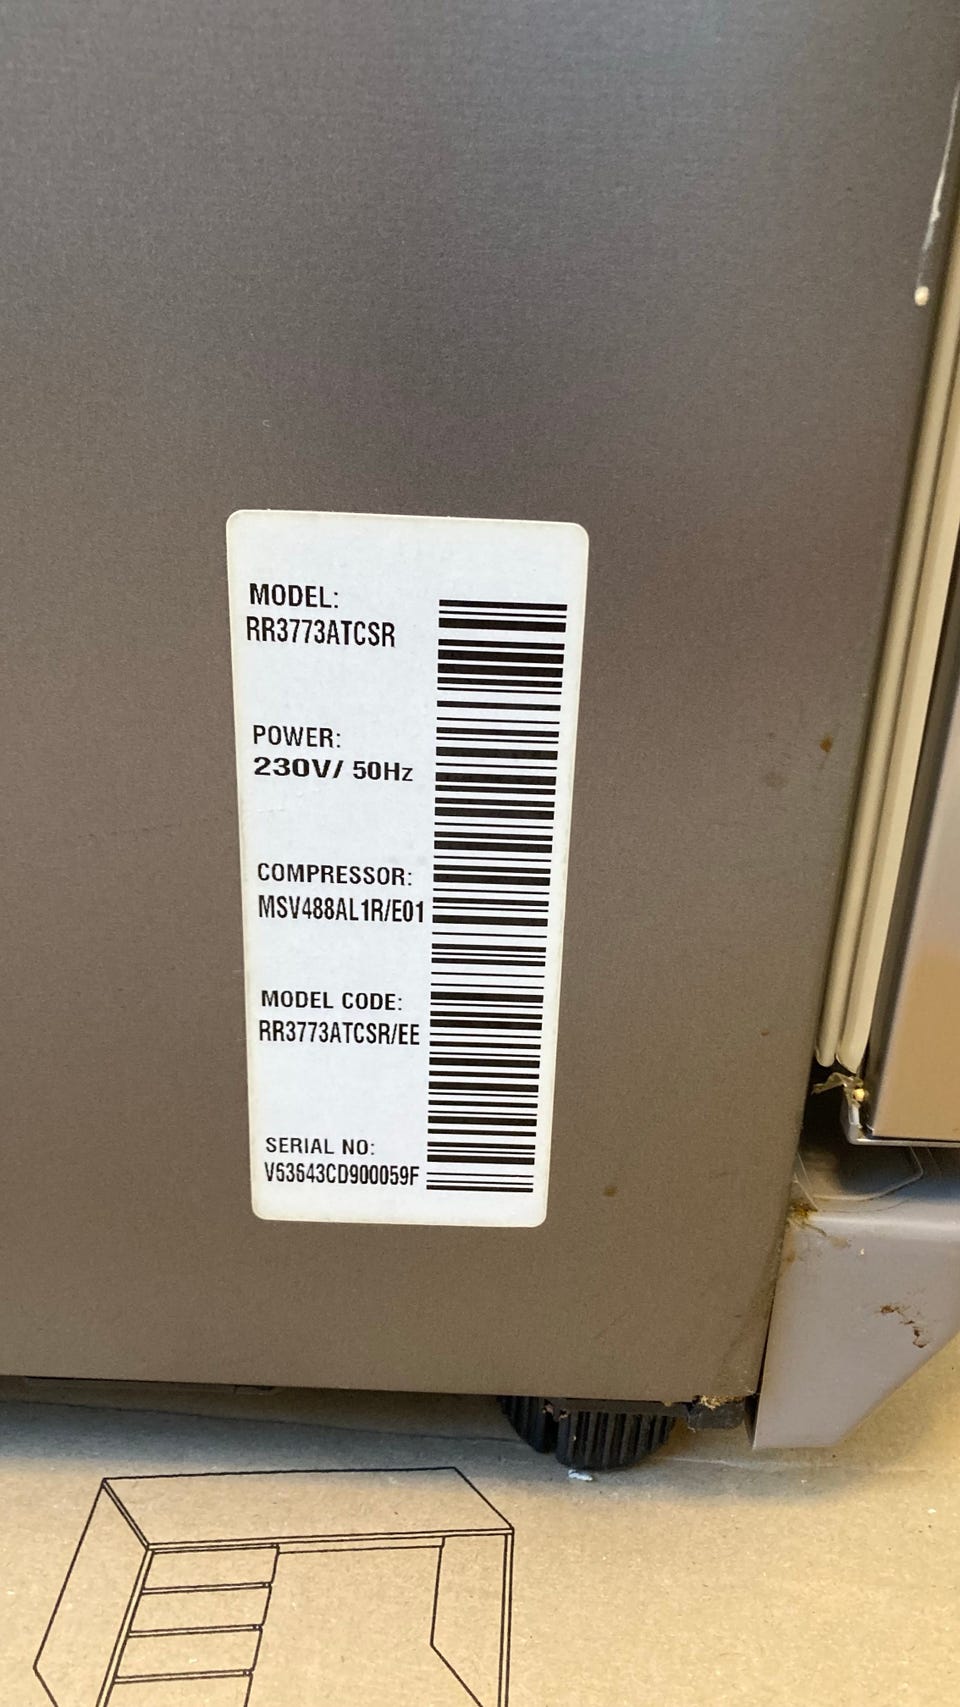 MODEL:
RR3773ATCSR
POWER:
230V/ 50Hz
COMPRESSOR:
MSV488AL1R/E01
MODEL CODE:
RR3773ATCSR/EE
SERIAL NO:
V63643CD900059F